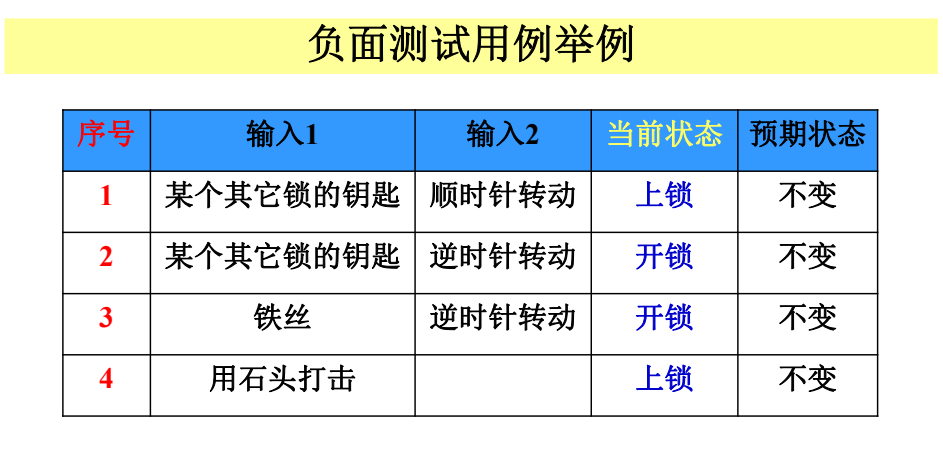 负面测试用例举例
序号 输入1 输入2 当前状态 预期状态
1 某个其它锁的钥匙 顺时针转动 上锁 不变
2 某个其它锁的钥匙 逆时针转动 开锁 不变
3 铁丝 逆时针转动 开锁 不变
4 用石头打击 上锁 不变